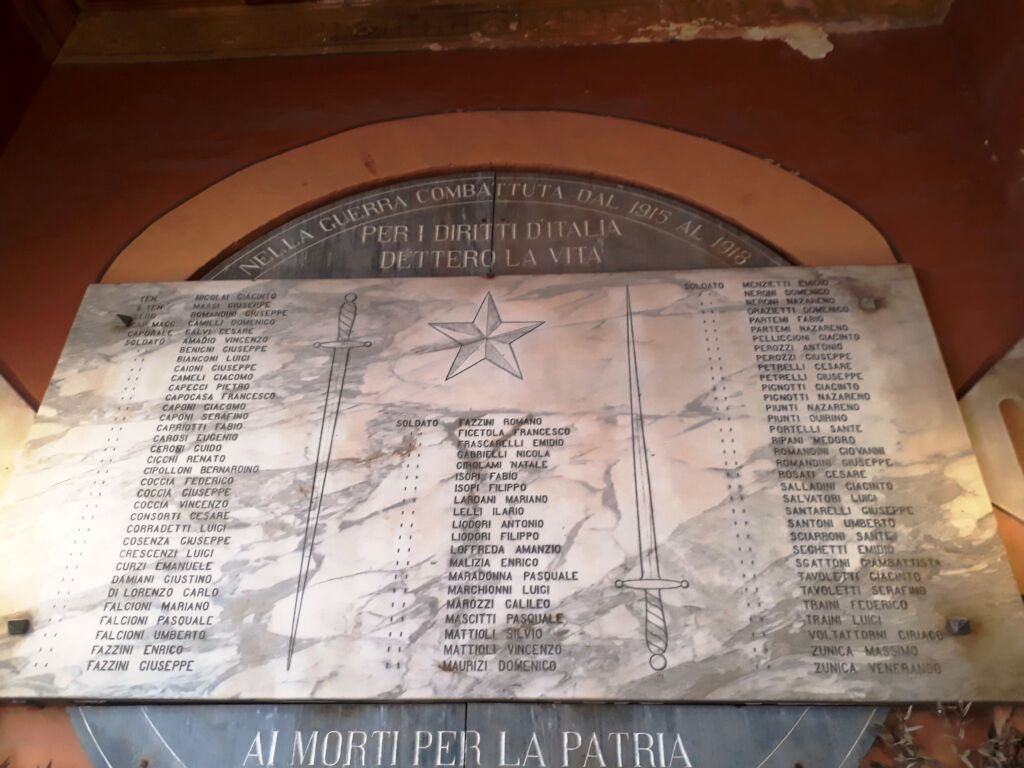 NELLA GUERRA COMBATTUTA DAL 1915 AL 1918
PER I DIRITTI D'ITALIA
DETTERO LA VITA
TEN. NICOLAI GIACINTO
S. TEN. MASSI GIUSEPPE
ROMANDINI GIUSEPPE
CAP. MAGG. CAMILLI DOMENICO
CAPORALE CALVI CESARE
SOLDATO AMADIO VINCENZO
" " BENIGNI GIUSEPPE
" " BIANCONI LUIGI
" " CAIONI GIUSEPPE
" " CAMELI GIACOMO
" " CAPECCI PIETRO
" " CAPOCASA FRANCESCO
" " CAPONI GIACOMO
" " CAPONI SERAFINO
" " CAPRIOTTI FABIO
" " CAROSI EUGENIO
" " CERONI GUIDO
" " CICCHI RENATO
" " CIPOLLONI BERNARDINO
" " COCCIA FEDERICO
" " COCCIA GIUSEPPE
" " COCCIA VINCENZO
" " CONSORTI CESARE
" " CORRADETTI LUIGI
" " COSENZA GIUSEPPE
" " CRESCENZI LUIGI
" " CURZI EMANUELE
" " DAMIANI GIUSTINO
" " DI LORENZO CARLO
" " FALCIONI MARIANO
" " FALCIONI PASQUALE
" " FALCIONI UMBERTO
" " FAZZINI ENRICO
" " FAZZINI GIUSEPPE
SOLDATO FAZZINI ROMANO
" " FICETOLA FRANCESCO
" " FRASCARELLI EMIDIO
" " GABRIELLI NICOLA
" " GIROLAMI NATALE
" " ISOPI FABIO
" " ISOPI FILIPPO
" " LARDANI MARIANO
" " LELLI ILARIO
" " LIODORI ANTONIO
" " LIODORI FILIPPO
" " LOFFREDA AMANZIO
" " MALIZIA ENRICO
" " MARADONNA PASQUALE
" " MARCHIONNI LUIGI
" " MAROZZI GALILEO
" " MASCITTI PASQUALE
" " MATTIOLI SILVIO
" " MATTIOLI VINCENZO
" " MAURIZI DOMENICO
SOLDATO MENZIETTI EMIDIO
" " NERONI DOMENICO
" " NERONI NAZARENO
" " ORAZIETTI DOMENICO
" " PARTEMI FABIO
" " PARTEMI NAZARENO
" " PELLICCIONI GIACINTO
" " PEROZZI ANTONIO
" " PEROZZI GIUSEPPE
" " PETRELLI CESARE
" " PETRELLI GIUSEPPE
" " PIGNOTTI GIACINTO
" " PIGNOTTI NAZARENO
" " PIUNTI NAZARENO
" " PIUNTI QUIRINO
" " PORTELLI SANTE
" " RIPANI MEDORO
" " ROMANDINI GIOVANNI
" " ROMANDINI GIUSEPPE
" " ROSATI CESARE
" " SALLADINI GIACINTO
" " SALVATORI LUIGI
" " SANTARELLI GIUSEPPE
" " SANTONI UMBERTO
" " SCIARRONI SANTE
" " SEGHETTI EMIDIO
" " SGATTONI GIAMBATTISTA
" " TAVOLETTI GIACINTO
" " TAVOLETTI SERAFINO
" " TRAINI FEDERICO
" " TRAINI LUIGI
" " VOLTATTORNI CIRIACO
" " ZUNICA MASSIMO
" " ZUNICA VENERANDO
AI MORTI PER LA PATRIA